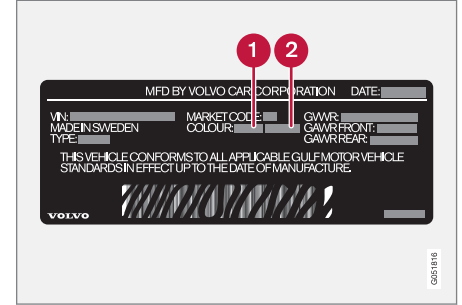 1 2
MFD BY VOLVO CAR CORPORATION DATE:
VIN: MARKET CODE: GVWR:
MADE IN SWEDEN COLOUR: GAWR FRONT:
TYPE: GAWR REAR:
THIS VEHICLE CONFORMS TO ALL APPLICABLE GULF MOTOR VEHICLE
STANDARDS IN EFFECT UP TO THE DATE OF MANUFACTURE.
VOLVO
G051816